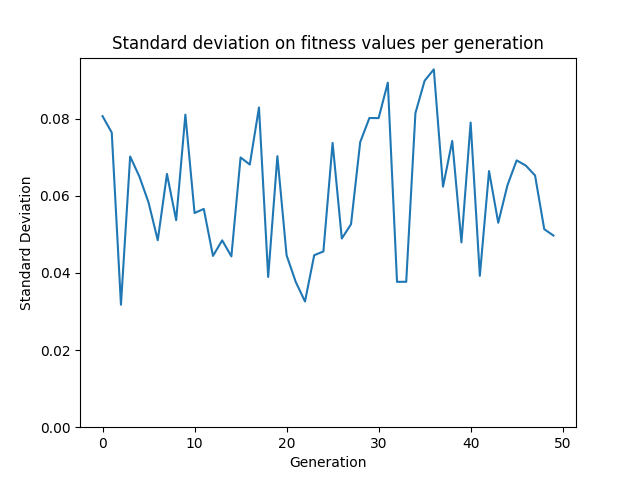 Standard deviation on fitness values per generation
0.08
0.06
0.04
0.02
0.00
Standard Deviation
0 10 20 30 40 50
Generation